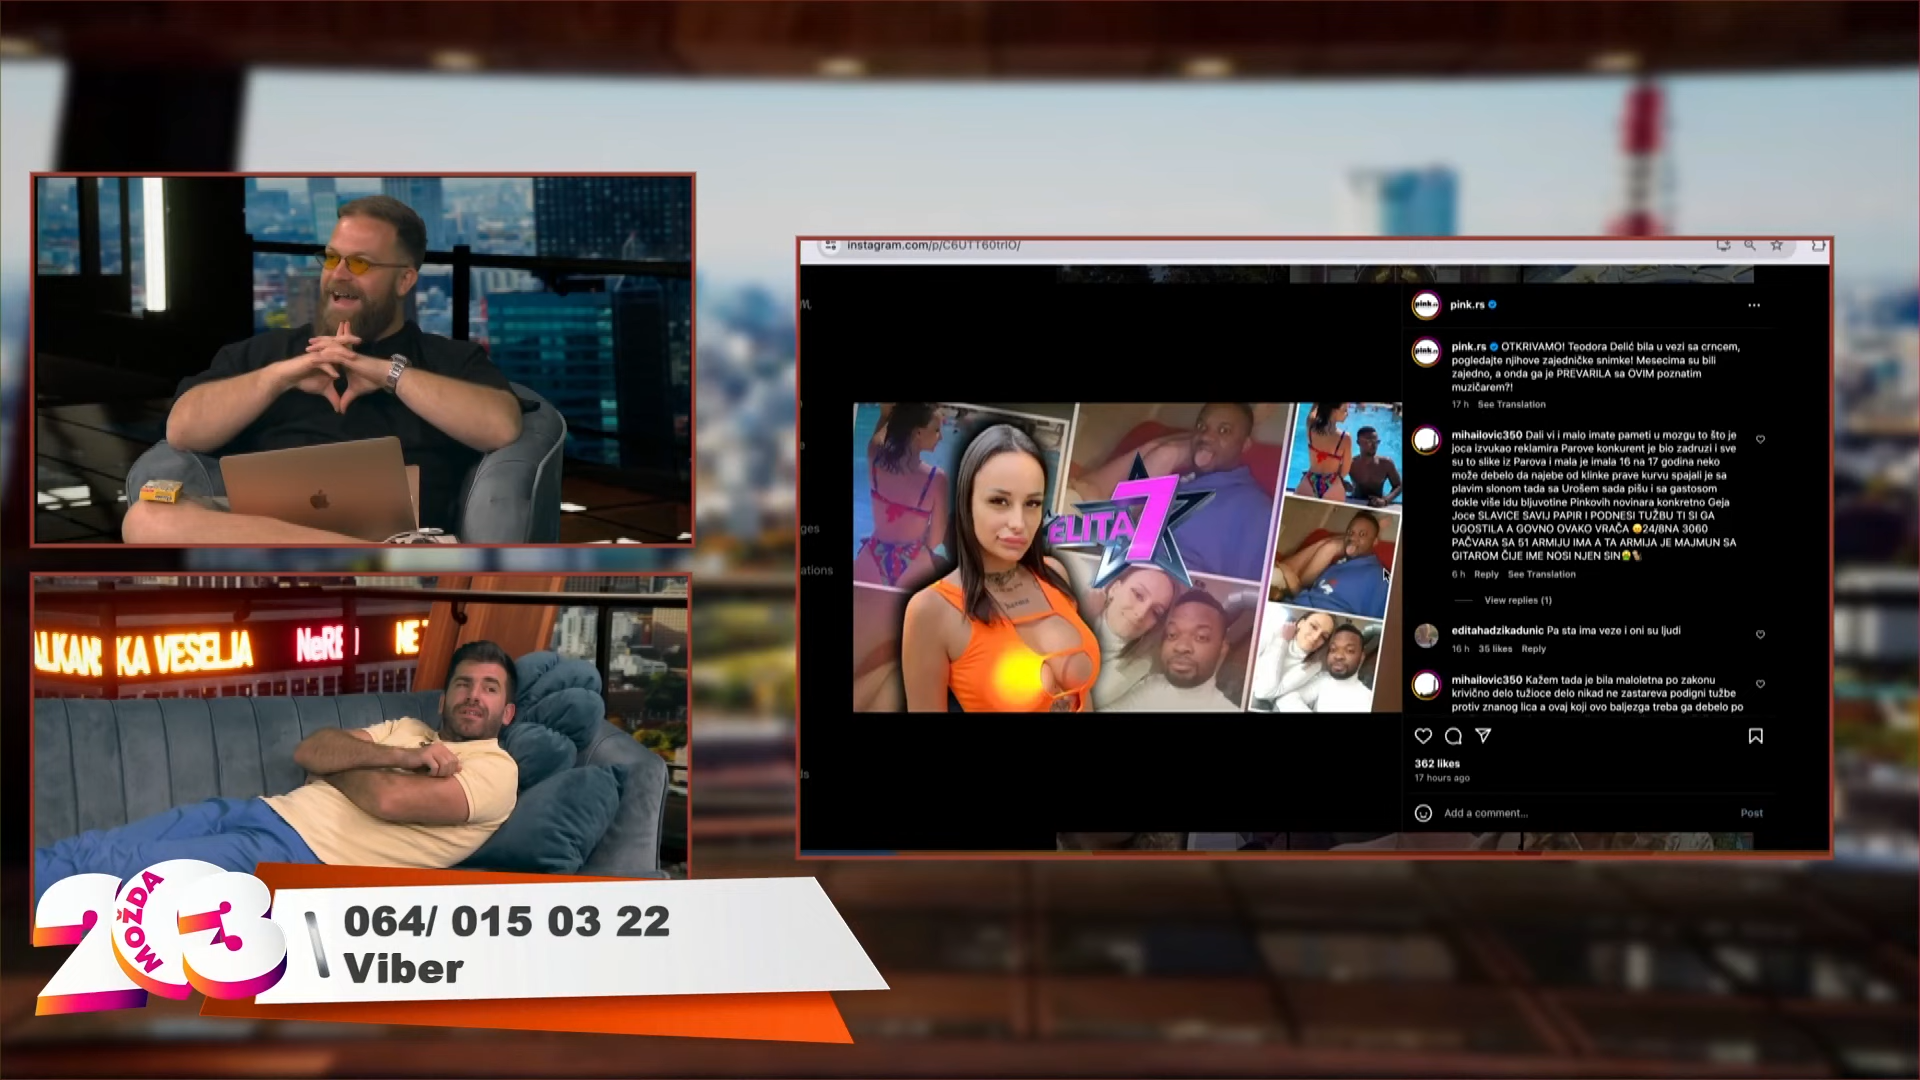 instagram.com/p/C6UTT60trIO/
ALKAN
KA VESELJA
NeRE
NE
pink.rs
pink.rs OTKRIVAMO! Teodora Delić bila u vezi sa crncem,
pogledajte njihove zajedničke snimke! Mesecima su bili
zajedno, a onda ga je PREVARILA sa OVIM poznatim
muzičarem?!
17 h See Translation
mihailovic350 Dali vi i malo imate pameti u mozgu to što je
joca izvukao reklamira Parove konkurent je bio zadruzi i sve
su to slike iz Parova i mala je imala 16 na 17 godina neko
može debelo da najebe od klinke prave kurvu spajali je sa
plavim slonom tada sa Urošem sada pišu i sa gastosom
dokle više idu bljuvotine Pinkovih novinara konkretno Geja
Joce SLAVICE SAVIJ PAPIR I PODNESI TUŽBU TI SI GA
UGOSTILA A GOVNO OVAKO VRAČA 24/8NA 3060
PAČVARA SA 51 ARMIJU IMA A TA ARMIJA JE MAJMUN SA
GITAROM ČIJE IME NOSI NJEN SIN
6 h Reply See Translation
View replies (1)
editahadzikadunic Pa sta ima veze i oni su ljudi
16 h 35 likes Reply
mihailovic350 Kažem tada je bila maloletna po zakonu
krivično delo tužioce delo nikad ne zastareva podigni tužbe
protiv znanog lica a ovaj koji ovo baljezga treba ga debelo po
362 likes
17 hours ago
Add a comment...
Post
ELITA 7
ges
ations
ds
2 MOŽDA 3
064/ 015 03 22
Viber